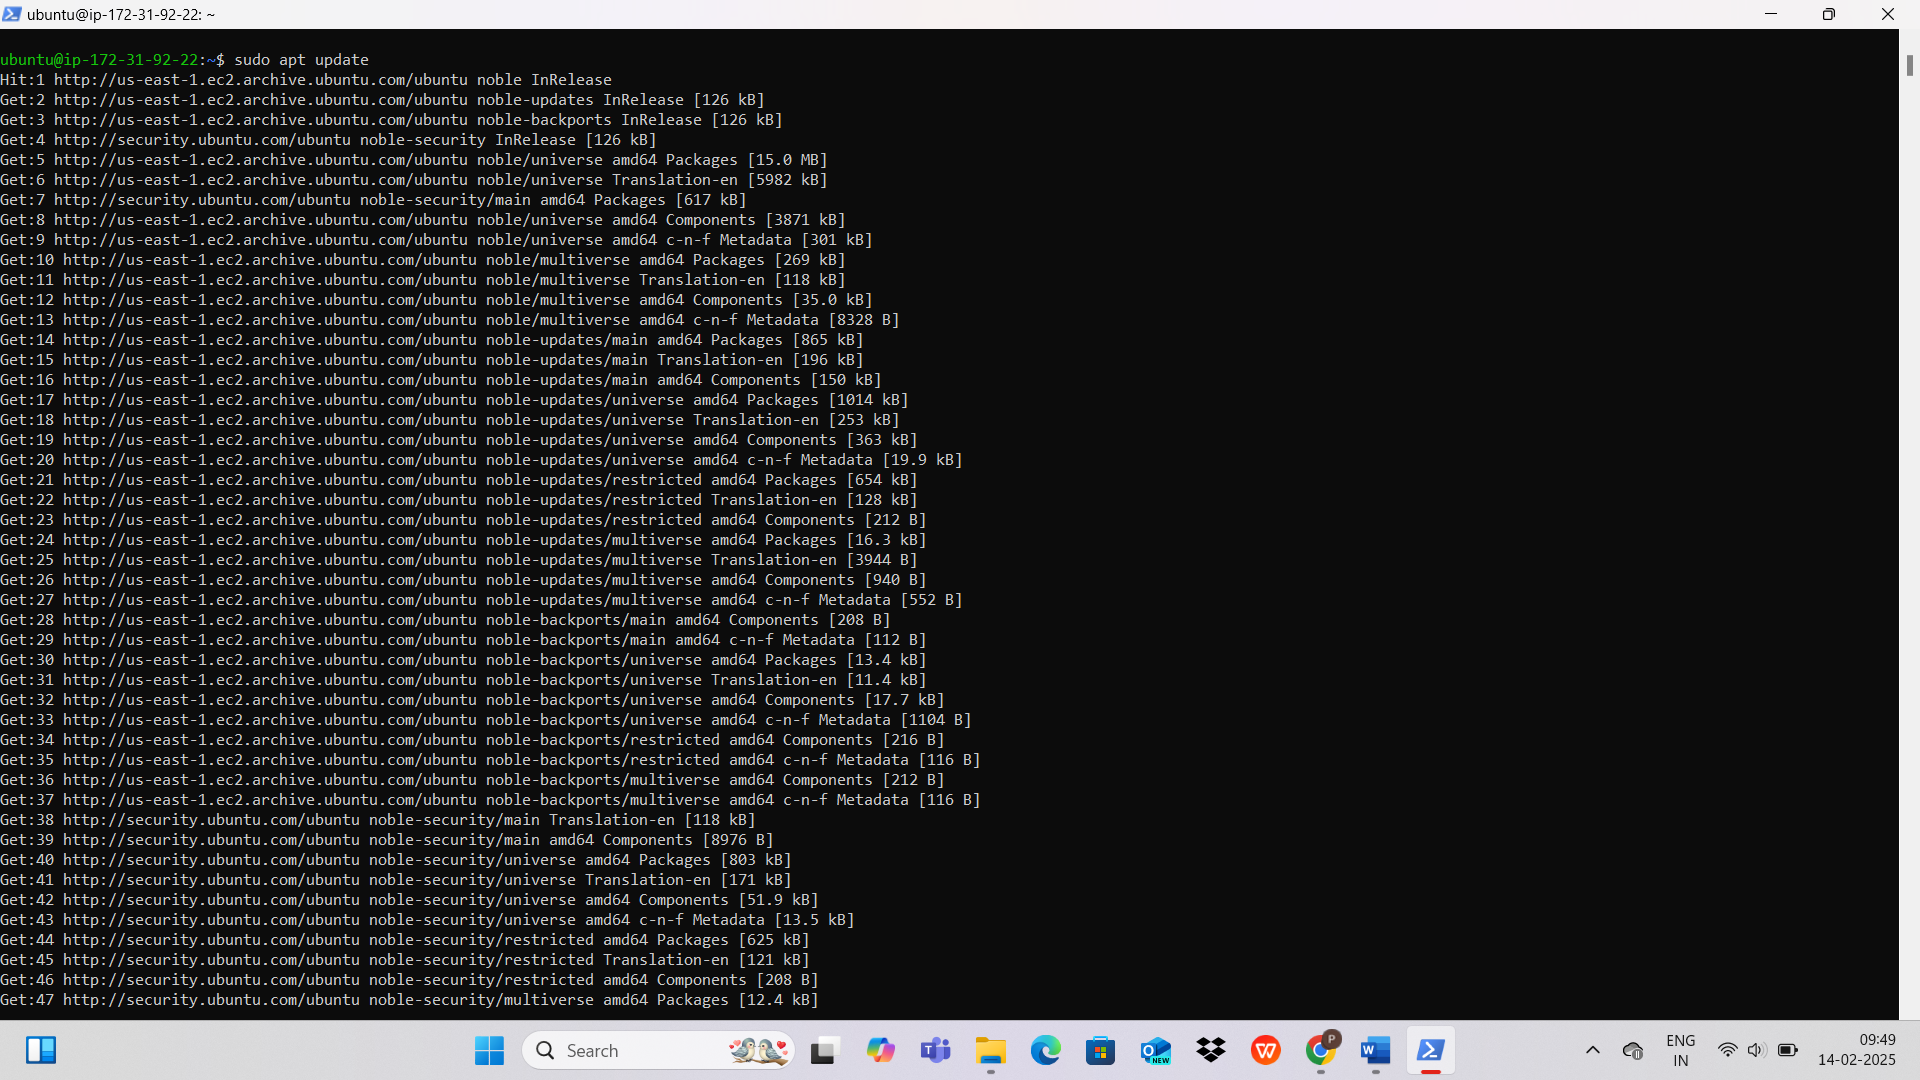 ubuntu@ip-172-31-92-22: ~
ubuntu@ip-172-31-92-22:~$ sudo apt update
Hit:1 http://us-east-1.ec2.archive.ubuntu.com/ubuntu noble InRelease
Get:2 http://us-east-1.ec2.archive.ubuntu.com/ubuntu noble-updates InRelease [126 kB]
Get:3 http://us-east-1.ec2.archive.ubuntu.com/ubuntu noble-backports InRelease [126 kB]
Get:4 http://security.ubuntu.com/ubuntu noble-security InRelease [126 kB]
Get:5 http://us-east-1.ec2.archive.ubuntu.com/ubuntu noble/universe amd64 Packages [15.0 MB]
Get:6 http://us-east-1.ec2.archive.ubuntu.com/ubuntu noble/universe Translation-en [5982 kB]
Get:7 http://security.ubuntu.com/ubuntu noble-security/main amd64 Packages [617 kB]
Get:8 http://us-east-1.ec2.archive.ubuntu.com/ubuntu noble/universe amd64 Components [3871 kB]
Get:9 http://us-east-1.ec2.archive.ubuntu.com/ubuntu noble/universe amd64 c-n-f Metadata [301 kB]
Get:10 http://us-east-1.ec2.archive.ubuntu.com/ubuntu noble/multiverse amd64 Packages [269 kB]
Get:11 http://us-east-1.ec2.archive.ubuntu.com/ubuntu noble/multiverse Translation-en [118 kB]
Get:12 http://us-east-1.ec2.archive.ubuntu.com/ubuntu noble/multiverse amd64 Components [35.0 kB]
Get:13 http://us-east-1.ec2.archive.ubuntu.com/ubuntu noble/multiverse amd64 c-n-f Metadata [8328 B]
Get:14 http://us-east-1.ec2.archive.ubuntu.com/ubuntu noble-updates/main amd64 Packages [865 kB]
Get:15 http://us-east-1.ec2.archive.ubuntu.com/ubuntu noble-updates/main Translation-en [196 kB]
Get:16 http://us-east-1.ec2.archive.ubuntu.com/ubuntu noble-updates/main amd64 Components [150 kB]
Get:17 http://us-east-1.ec2.archive.ubuntu.com/ubuntu noble-updates/universe amd64 Packages [1014 kB]
Get:18 http://us-east-1.ec2.archive.ubuntu.com/ubuntu noble-updates/universe Translation-en [253 kB]
Get:19 http://us-east-1.ec2.archive.ubuntu.com/ubuntu noble-updates/universe amd64 Components [363 kB]
Get:20 http://us-east-1.ec2.archive.ubuntu.com/ubuntu noble-updates/universe amd64 c-n-f Metadata [19.9 kB]
Get:21 http://us-east-1.ec2.archive.ubuntu.com/ubuntu noble-updates/restricted amd64 Packages [654 kB]
Get:22 http://us-east-1.ec2.archive.ubuntu.com/ubuntu noble-updates/restricted Translation-en [128 kB]
Get:23 http://us-east-1.ec2.archive.ubuntu.com/ubuntu noble-updates/restricted amd64 Components [212 B]
Get:24 http://us-east-1.ec2.archive.ubuntu.com/ubuntu noble-updates/multiverse amd64 Packages [16.3 kB]
Get:25 http://us-east-1.ec2.archive.ubuntu.com/ubuntu noble-updates/multiverse Translation-en [3944 B]
Get:26 http://us-east-1.ec2.archive.ubuntu.com/ubuntu noble-updates/multiverse amd64 Components [940 B]
Get:27 http://us-east-1.ec2.archive.ubuntu.com/ubuntu noble-updates/multiverse amd64 c-n-f Metadata [552 B]
Get:28 http://us-east-1.ec2.archive.ubuntu.com/ubuntu noble-backports/main amd64 Components [208 B]
Get:29 http://us-east-1.ec2.archive.ubuntu.com/ubuntu noble-backports/main amd64 c-n-f Metadata [112 B]
Get:30 http://us-east-1.ec2.archive.ubuntu.com/ubuntu noble-backports/universe amd64 Packages [13.4 kB]
Get:31 http://us-east-1.ec2.archive.ubuntu.com/ubuntu noble-backports/universe Translation-en [11.4 kB]
Get:32 http://us-east-1.ec2.archive.ubuntu.com/ubuntu noble-backports/universe amd64 Components [17.7 kB]
Get:33 http://us-east-1.ec2.archive.ubuntu.com/ubuntu noble-backports/universe amd64 c-n-f Metadata [1104 B]
Get:34 http://us-east-1.ec2.archive.ubuntu.com/ubuntu noble-backports/restricted amd64 Components [216 B]
Get:35 http://us-east-1.ec2.archive.ubuntu.com/ubuntu noble-backports/restricted amd64 c-n-f Metadata [116 B]
Get:36 http://us-east-1.ec2.archive.ubuntu.com/ubuntu noble-backports/multiverse amd64 Components [212 B]
Get:37 http://us-east-1.ec2.archive.ubuntu.com/ubuntu noble-backports/multiverse amd64 c-n-f Metadata [116 B]
Get:38 http://security.ubuntu.com/ubuntu noble-security/main Translation-en [118 kB]
Get:39 http://security.ubuntu.com/ubuntu noble-security/main amd64 Components [8976 B]
Get:40 http://security.ubuntu.com/ubuntu noble-security/universe amd64 Packages [803 kB]
Get:41 http://security.ubuntu.com/ubuntu noble-security/universe Translation-en [171 kB]
Get:42 http://security.ubuntu.com/ubuntu noble-security/universe amd64 Components [51.9 kB]
Get:43 http://security.ubuntu.com/ubuntu noble-security/universe amd64 c-n-f Metadata [13.5 kB]
Get:44 http://security.ubuntu.com/ubuntu noble-security/restricted amd64 Packages [625 kB]
Get:45 http://security.ubuntu.com/ubuntu noble-security/restricted Translation-en [121 kB]
Get:46 http://security.ubuntu.com/ubuntu noble-security/restricted amd64 Components [208 B]
Get:47 http://security.ubuntu.com/ubuntu noble-security/multiverse amd64 Packages [12.4 kB]
Search
NEW
P
ENG
IN
09:49
14-02-2025